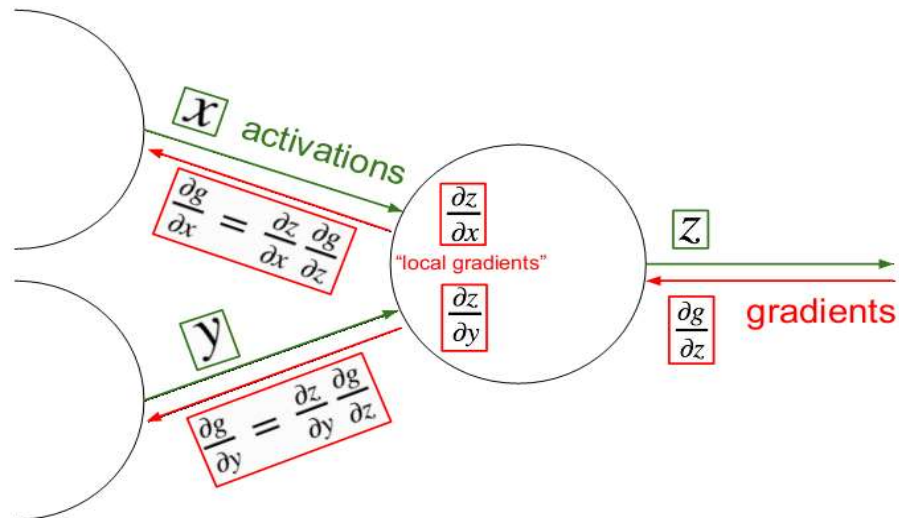 x activations
∂g/∂x = ∂z/∂x ∂g/∂z
y
∂g/∂y = ∂z/∂y ∂g/∂z
∂z/∂x
“local gradients”
∂z/∂y
z
gradients
∂g/∂z